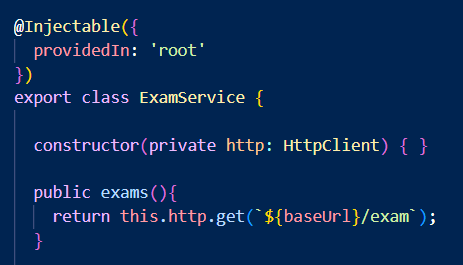 @Injectable({
providedIn: 'root'
})
export class ExamService {
constructor(private http: HttpClient) { }
public exams(){
return this.http.get(`${baseUrl}/exam`);
}